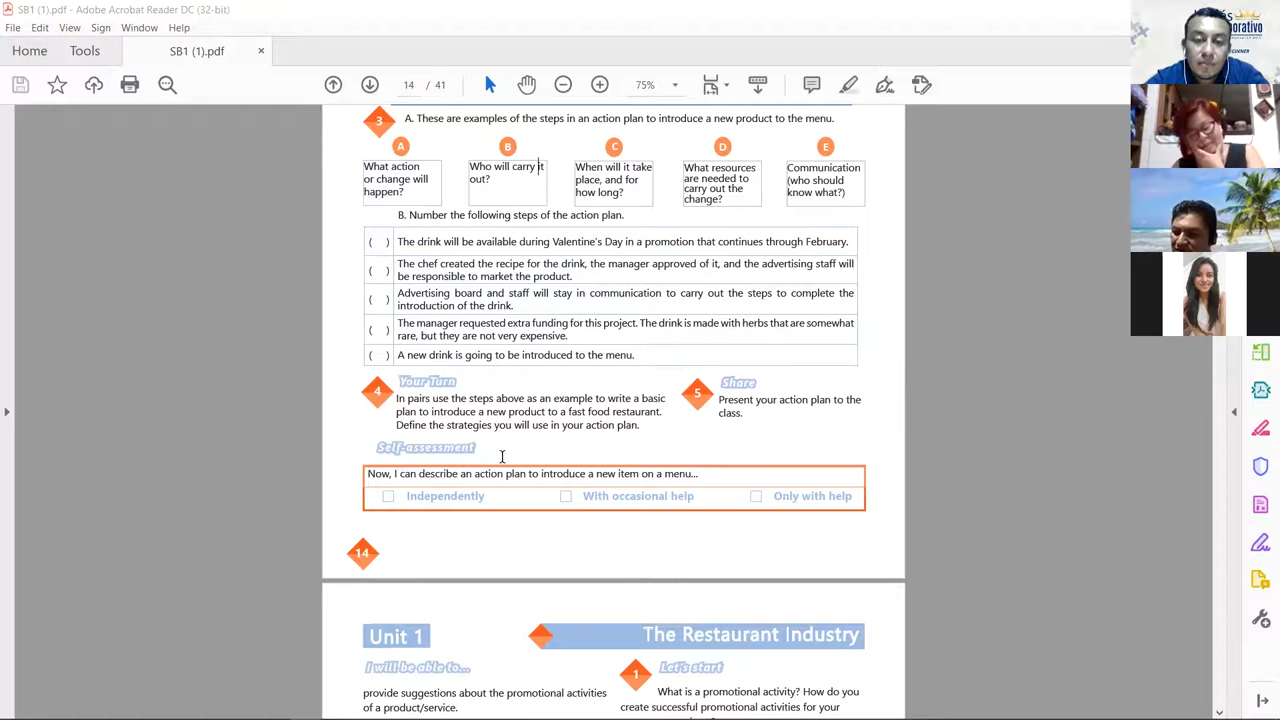 SB1 (1).pdf - Adobe Acrobat Reader DC (32-bit)
File Edit View Sign Window Help
Home Tools SB1 (1).pdf ×
14 / 41 75%
3 A. These are examples of the steps in an action plan to introduce a new product to the menu.
A B C D E
What action
or change will
happen?
Who will carry it
out?
When will it take
place, and for
how long?
What resources
are needed to
carry out the
change?
Communication
(who should
know what?)
B. Number the following steps of the action plan.
( ) The drink will be available during Valentine's Day in a promotion that continues through February.
( ) The chef created the recipe for the drink, the manager approved of it, and the advertising staff will
be responsible to market the product.
( ) Advertising board and staff will stay in communication to carry out the steps to complete the
introduction of the drink.
( ) The manager requested extra funding for this project. The drink is made with herbs that are somewhat
rare, but they are not very expensive.
( ) A new drink is going to be introduced to the menu.
4 Your Turn
In pairs use the steps above as an example to write a basic
plan to introduce a new product to a fast food restaurant.
Define the strategies you will use in your action plan.
5 Share
Present your action plan to the
class.
Self-assessment
Now, I can describe an action plan to introduce a new item on a menu...
Independently With occasional help Only with help
14
Unit 1 The Restaurant Industry
I will be able to...
provide suggestions about the promotional activities
of a product/service.
1 Let's start
What is a promotional activity? How do you
create successful promotional activities for your